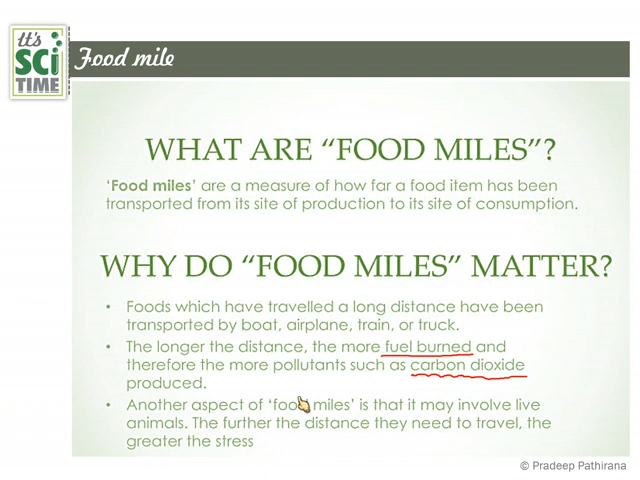 It's
SCi
TIME
Food mile
WHAT ARE “FOOD MILES”?
‘Food miles’ are a measure of how far a food item has been
transported from its site of production to its site of consumption.
WHY DO “FOOD MILES” MATTER?
• Foods which have travelled a long distance have been
transported by boat, airplane, train, or truck.
• The longer the distance, the more fuel burned and
therefore the more pollutants such as carbon dioxide
produced.
• Another aspect of ‘food miles’ is that it may involve live
animals. The further the distance they need to travel, the
greater the stress
© Pradeep Pathirana